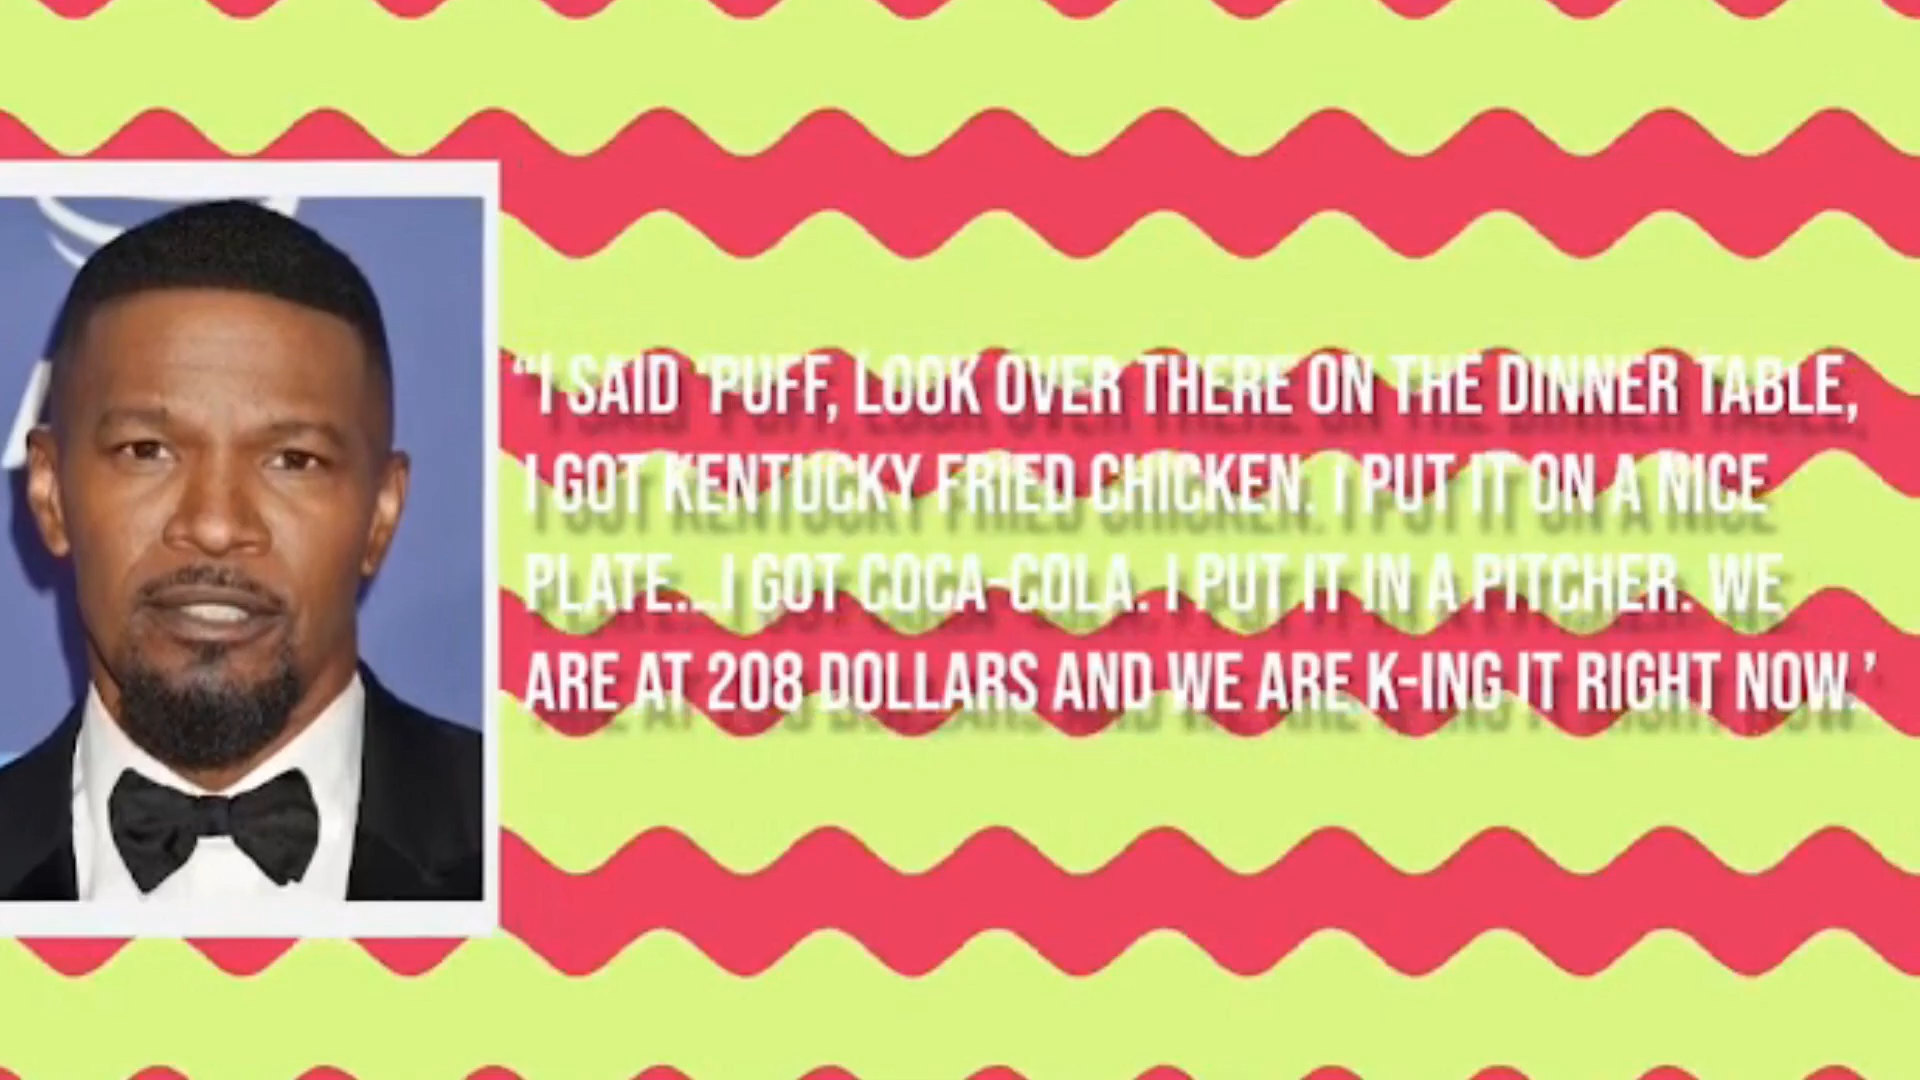 “I SAID ‘PUFF, LOOK OVER THERE ON THE DINNER TABLE,
I GOT KENTUCKY FRIED CHICKEN. I PUT IT ON A NICE
PLATE...I GOT COCA-COLA. I PUT IT IN A PITCHER. WE
ARE AT 208 DOLLARS AND WE ARE K-ING IT RIGHT NOW.’